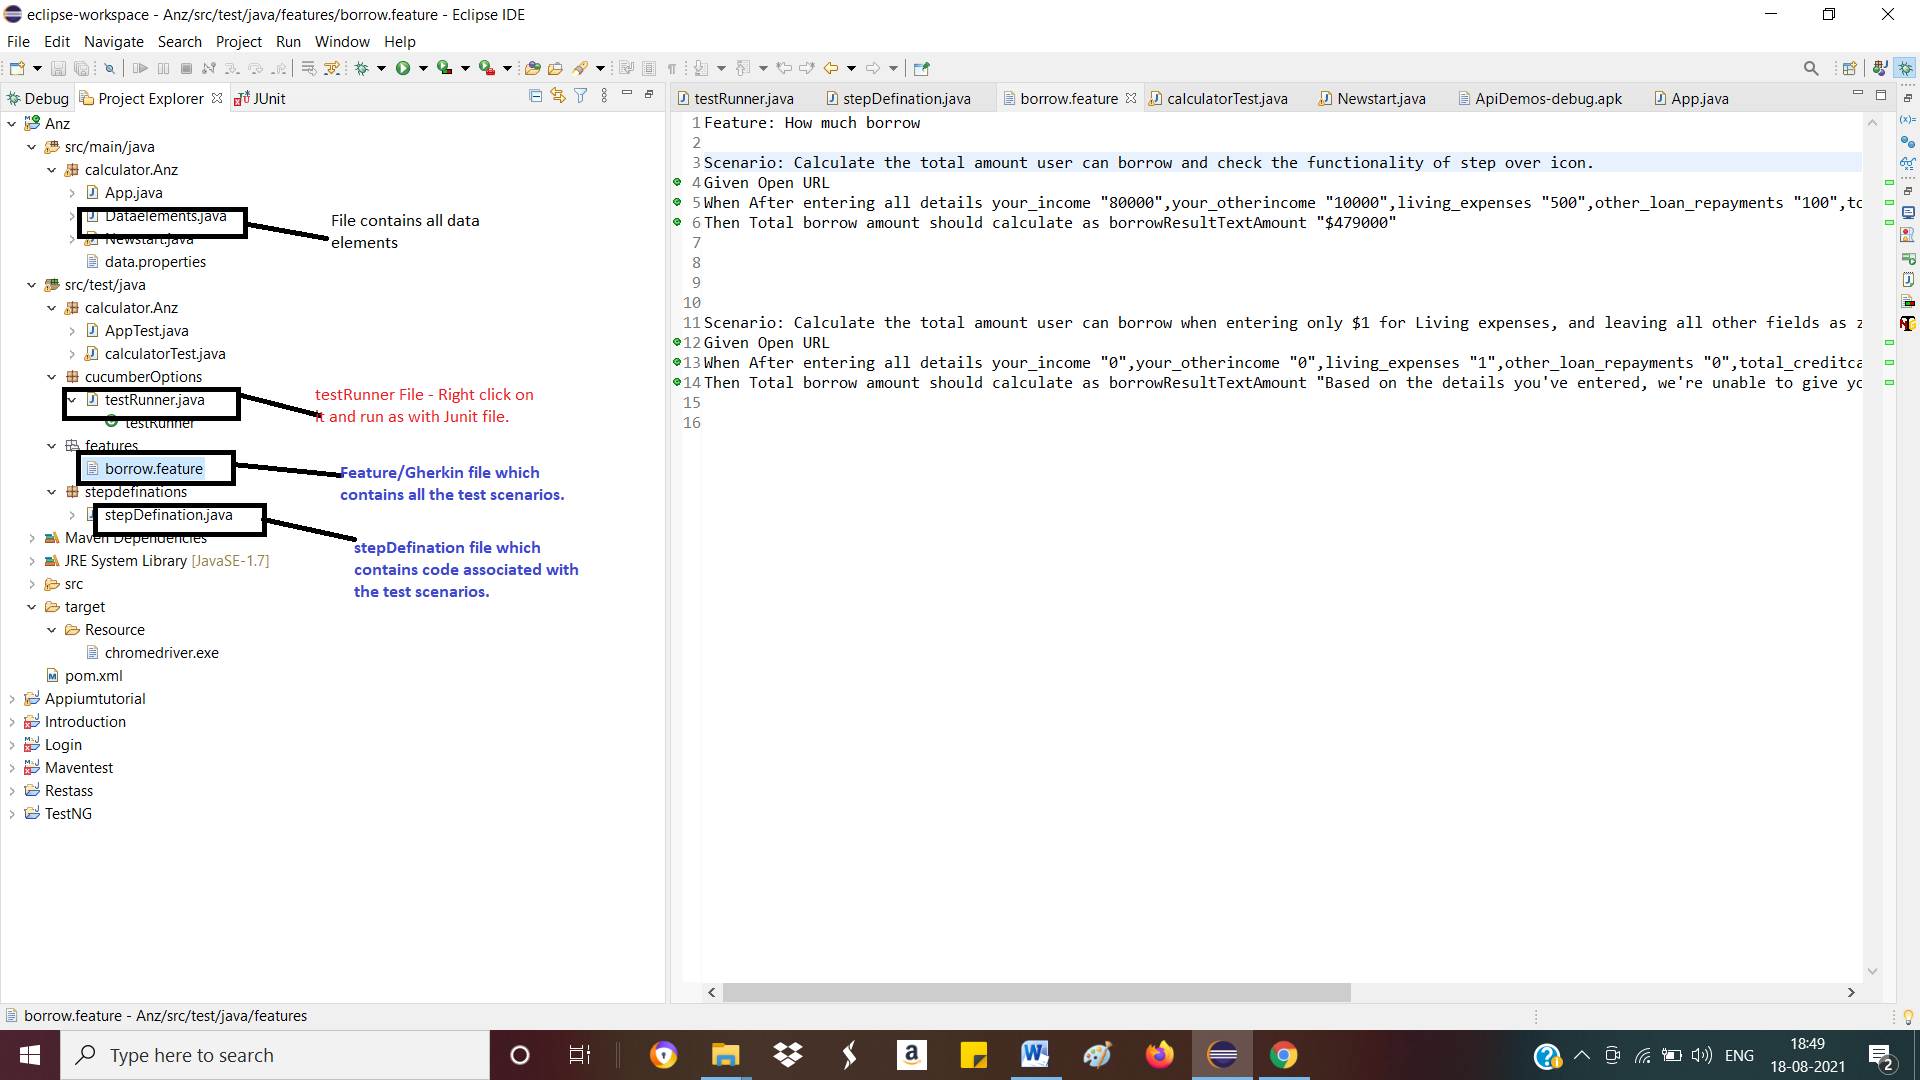 eclipse-workspace - Anz/src/test/java/features/borrow.feature - Eclipse IDE
File Edit Navigate Search Project Run Window Help
Debug Project Explorer JUnit
Anz
src/main/java
calculator.Anz
App.java
Dataelements.java
Newstart.java
data.properties
src/test/java
calculator.Anz
AppTest.java
calculatorTest.java
cucumberOptions
testRunner.java
testRunner
features
borrow.feature
stepdefinations
stepDefination.java
Maven Dependencies
JRE System Library [JavaSE-1.7]
src
target
Resource
chromedriver.exe
pom.xml
Appiumtutorial
Introduction
Login
Maventest
Restass
TestNG
File contains all data
elements
testRunner File - Right click on
it and run as with Junit file.
Feature/Gherkin file which
contains all the test scenarios.
stepDefination file which
contains code associated with
the test scenarios.
testRunner.java stepDefination.java borrow.feature calculatorTest.java Newstart.java ApiDemos-debug.apk App.java
1 Feature: How much borrow
2
3 Scenario: Calculate the total amount user can borrow and check the functionality of step over icon.
4 Given Open URL
5 When After entering all details your_income "80000",your_otherincome "10000",living_expenses "500",other_loan_repayments "100",to
6 Then Total borrow amount should calculate as borrowResultTextAmount "$479000"
7
8
9
10
11 Scenario: Calculate the total amount user can borrow when entering only $1 for Living expenses, and leaving all other fields as z
12 Given Open URL
13 When After entering all details your_income "0",your_otherincome "0",living_expenses "1",other_loan_repayments "0",total_creditca
14 Then Total borrow amount should calculate as borrowResultTextAmount "Based on the details you've entered, we're unable to give yo
15
16
borrow.feature - Anz/src/test/java/features
Type here to search
ENG
18:49
18-08-2021
2